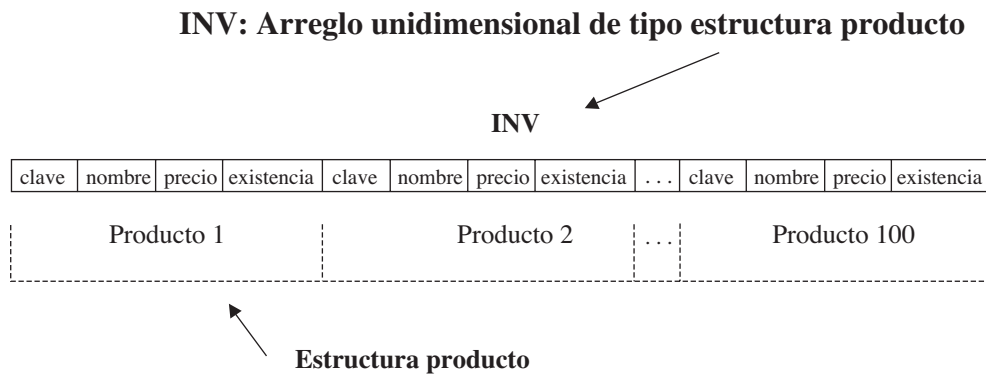 INV: Arreglo unidimensional de tipo estructura producto
INV
clave nombre precio existencia clave nombre precio existencia ... clave nombre precio existencia
Producto 1 Producto 2 ... Producto 100
Estructura producto